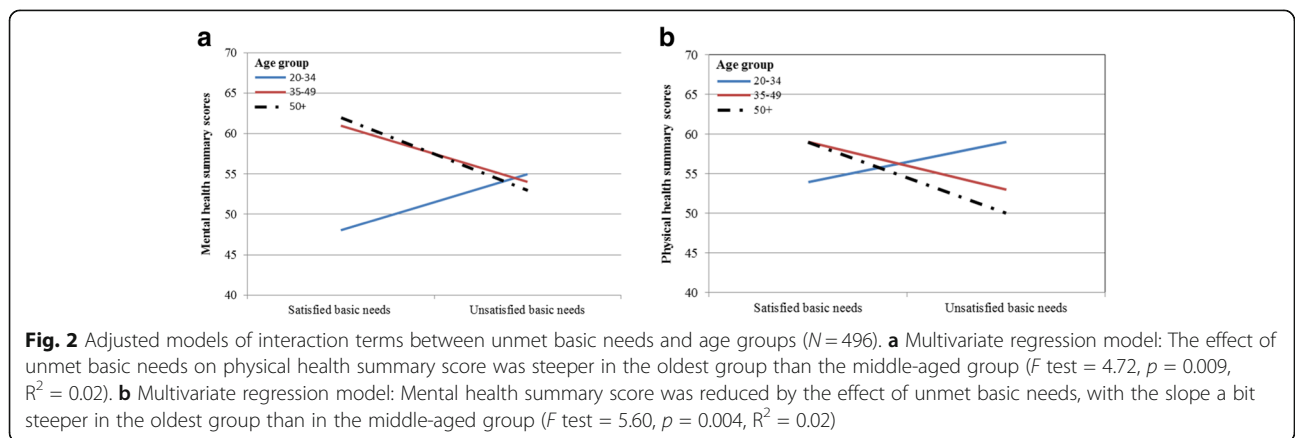 a
70
65
60
55
50
45
40
Mental health summary scores
Age group
20-34
35-49
50+
Satisfied basic needs
Unsatisfied basic needs
b
70
65
60
55
50
45
40
Physical health summary scores
Age group
20-34
35-49
50+
Satisfied basic needs
Unsatisfied basic needs
Fig. 2 Adjusted models of interaction terms between unmet basic needs and age groups (N = 496). a Multivariate regression model: The effect of
unmet basic needs on physical health summary score was steeper in the oldest group than the middle-aged group (F test = 4.72, p = 0.009,
R² = 0.02). b Multivariate regression model: Mental health summary score was reduced by the effect of unmet basic needs, with the slope a bit
steeper in the oldest group than in the middle-aged group (F test = 5.60, p = 0.004, R² = 0.02)